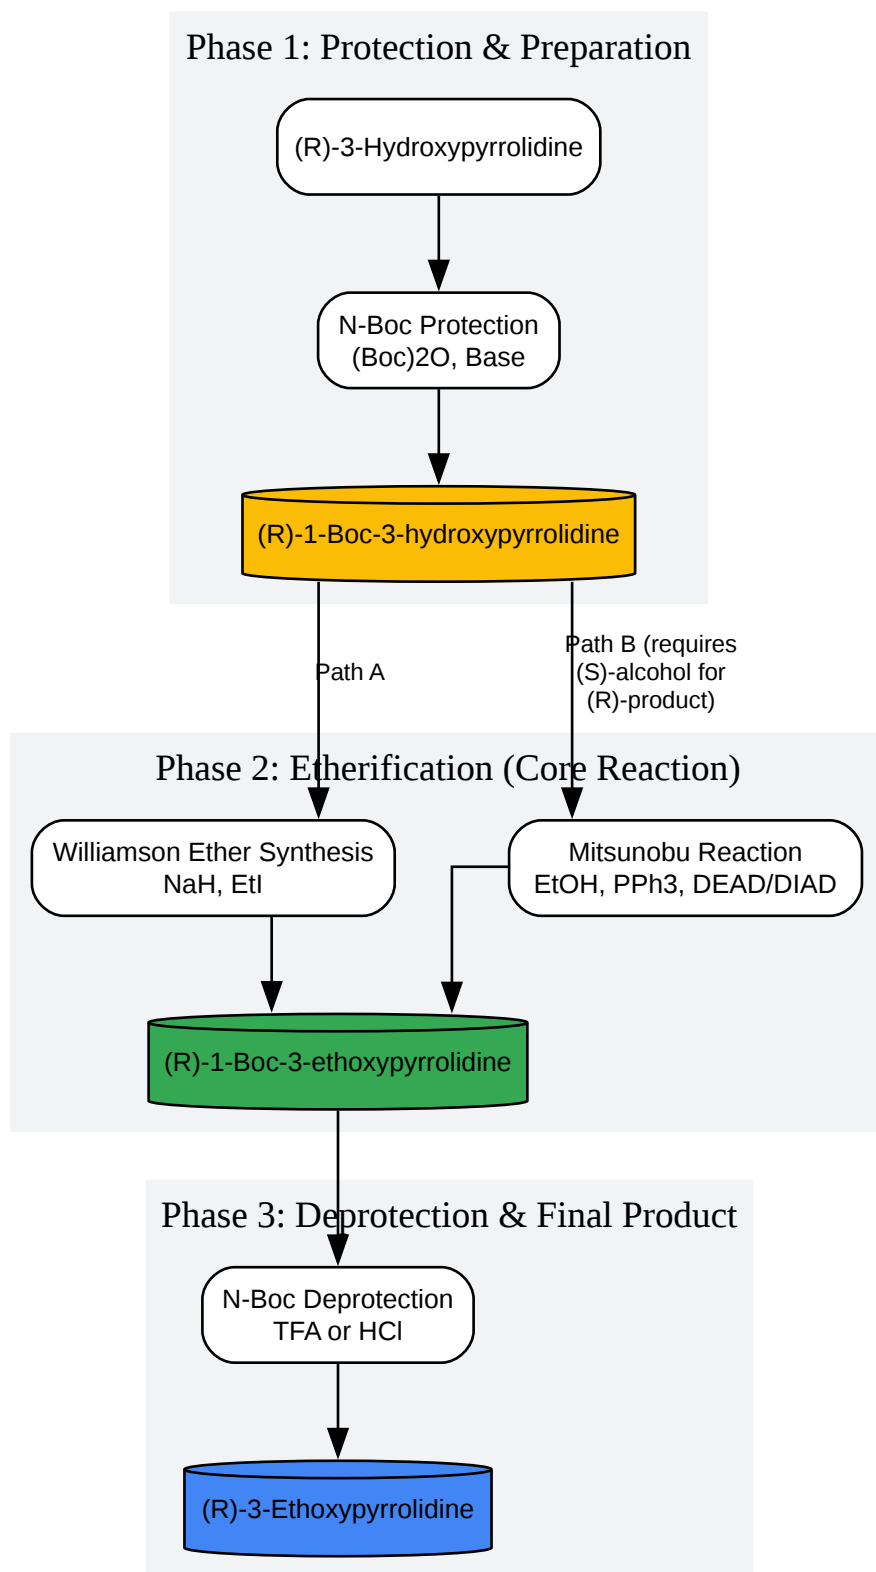 Phase 1: Protection & Preparation
(R)-3-Hydroxypyrrolidine
N-Boc Protection
(Boc)2O, Base
(R)-1-Boc-3-hydroxypyrrolidine
Path A
Path B (requires
(S)-alcohol for
(R)-product)
Phase 2: Etherification (Core Reaction)
Williamson Ether Synthesis
NaH, EtI
Mitsunobu Reaction
EtOH, PPh3, DEAD/DIAD
(R)-1-Boc-3-ethoxypyrrolidine
Phase 3: Deprotection & Final Product
N-Boc Deprotection
TFA or HCl
(R)-3-Ethoxypyrrolidine